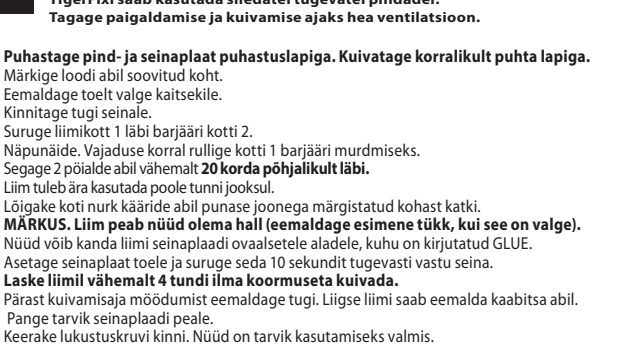 TigerFixi saab kasutada siledatel tugevatel pindadel.
Tagage paigaldamise ja kuivamise ajaks hea ventilatsioon.
Puhastage pind- ja seinaplaat puhastuslapiga. Kuivatage korralikult puhta lapiga.
Märkige loodi abil soovitud koht.
Eemaldage toelt valge kaitsekile.
Kinnitage tugi seinale.
Suruge liimikott 1 läbi barjääri kotti 2.
Näpunäide. Vajaduse korral rullige kotti 1 barjääri murdmiseks.
Segage 2 pöialde abil vähemalt 20 korda põhjalikult läbi.
Liim tuleb ära kasutada poole tunni jooksul.
Lõigake koti nurk kääride abil punase joonega märgistatud kohast katki.
MÄRKUS. Liim peab nüüd olema hall (eemaldage esimene tükk, kui see on valge).
Nüüd võib kanda liimi seinaplaadi ovaalsetele aladele, kuhu on kirjutatud GLUE.
Asetage seinaplaat toele ja suruge seda 10 sekundit tugevasti vastu seina.
Laske liimil vähemalt 4 tundi ilma koormuseta kuivada.
Pärast kuivamisaja möödumist eemaldage tugi. Liigse liimi saab eemalda kaabitsa abil.
Pange tarvik seinaplaadi peale.
Keerake lukustuskruvi kinni. Nüüd on tarvik kasutamiseks valmis.